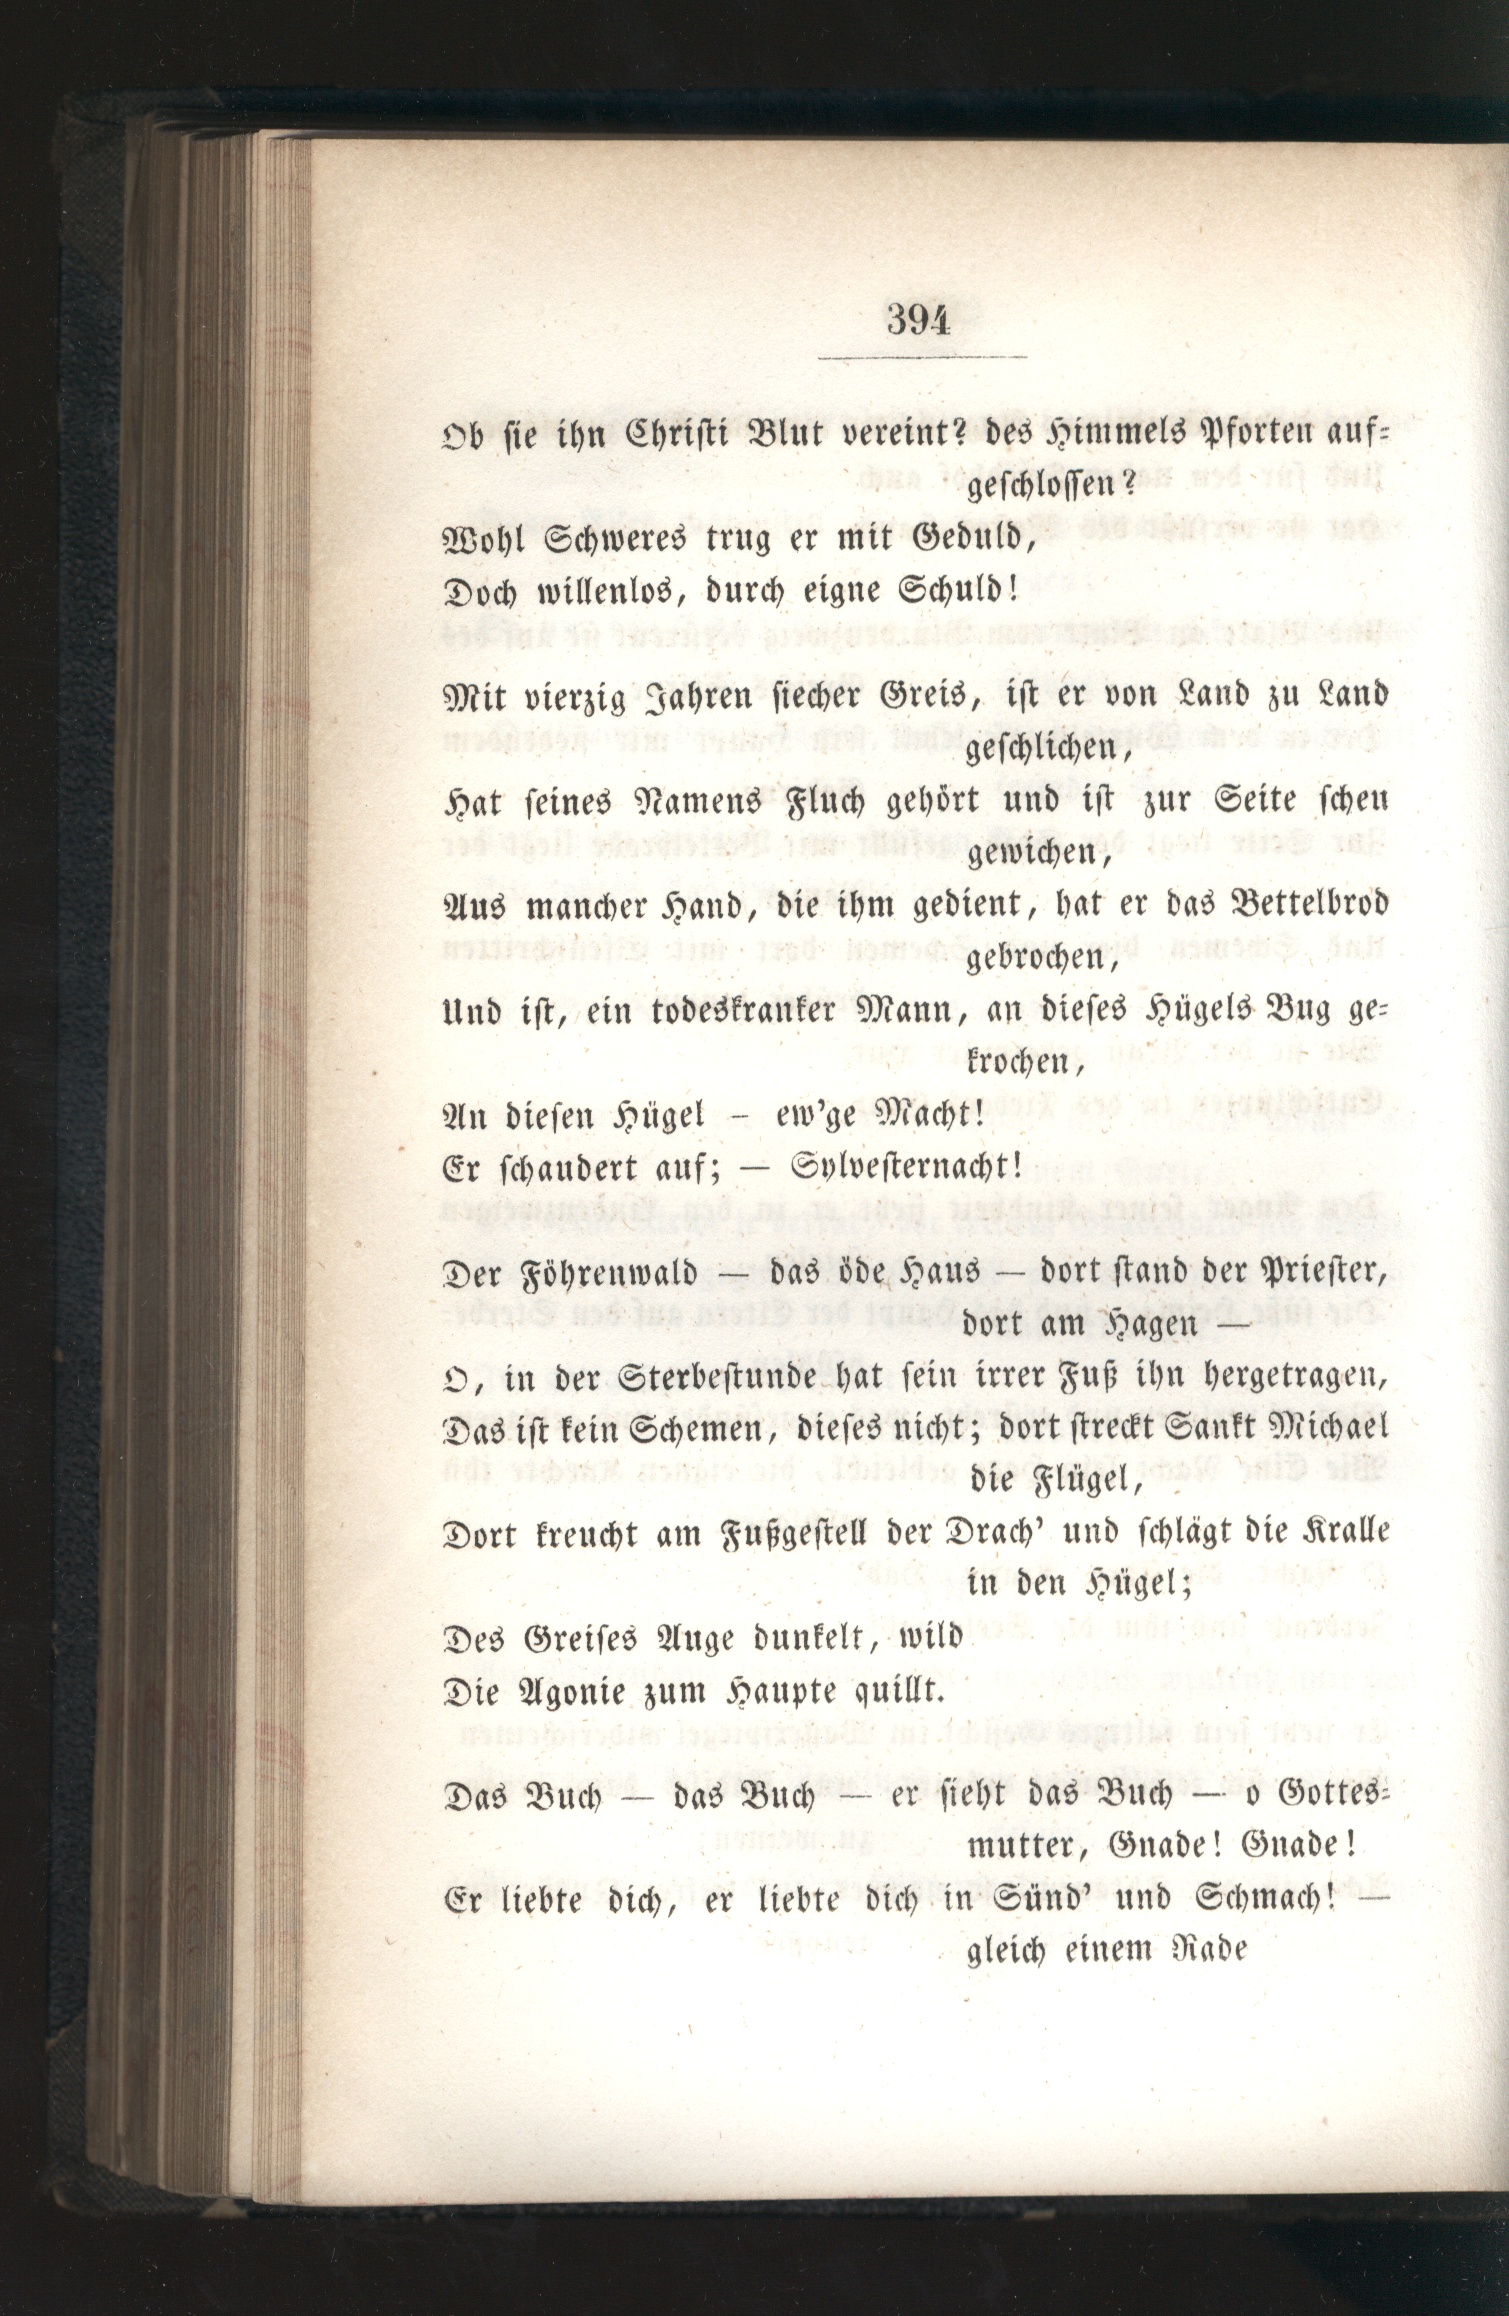 394
Ob ſie ihn Chriſti Blut vereint? des Himmels Pforten auf-
geſchloſſen?
Wohl Schweres trug er mit Geduld,
Doch willenlos, durch eigne Schuld!
Mit vierzig Jahren ſiecher Greis, iſt er von Land zu Land
geſchlichen,
Hat ſeines Namens Fluch gehört und iſt zur Seite ſcheu
gewichen,
Aus mancher Hand, die ihm gedient, hat er das Bettelbrod
gebrochen,
Und iſt, ein todeskranker Mann, an dieſes Hügels Bug ge-
krochen,
An dieſen Hügel – ew'ge Macht!
Er ſchaudert auf; — Sylveſternacht!
Der Föhrenwald — das öde Haus — dort ſtand der Prieſter,
dort am Hagen —
O, in der Sterbeſtunde hat ſein irrer Fuß ihn hergetragen,
Das iſt kein Schemen, dieſes nicht; dort ſtreckt Sankt Michael
die Flügel,
Dort kreucht am Fußgeſtell der Drach' und ſchlägt die Kralle
in den Hügel;
Des Greiſes Auge dunkelt, wild
Die Agonie zum Haupte quillt.
Das Buch — das Buch — er ſieht das Buch — o Gottes-
mutter, Gnade! Gnade!
Er liebte dich, er liebte dich in Sünd' und Schmach! —
gleich einem Rade